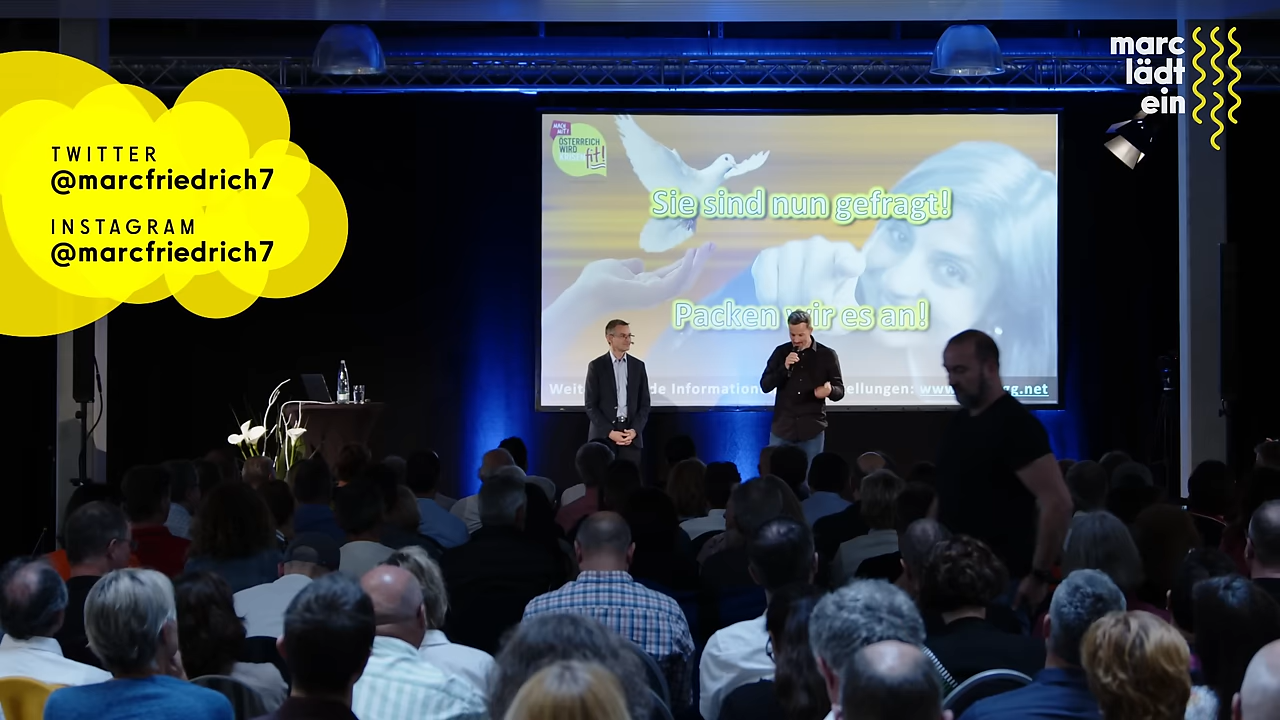 TWITTER
@marcfriedrich7
INSTAGRAM
@marcfriedrich7
marc
lädt
ein
MACH
MIT!
ÖSTERREICH
WIRD
fit!
Sie sind nun gefragt!
Packen wir es an!